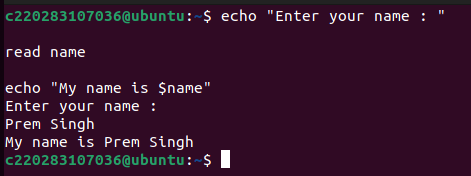 c220283107036@ubuntu:~$ echo "Enter your name : "
read name
echo "My name is $name"
Enter your name :
Prem Singh
My name is Prem Singh
c220283107036@ubuntu:~$